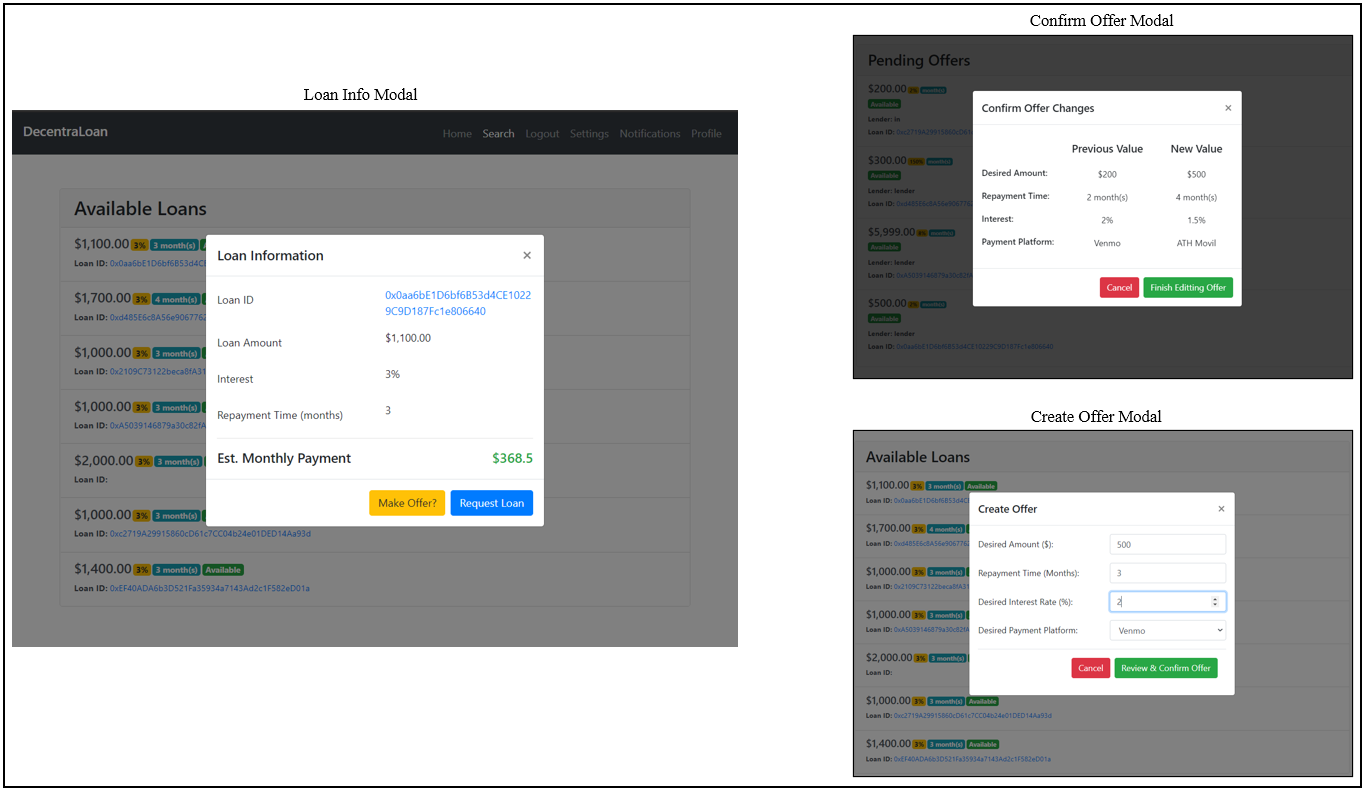 Loan Info Modal
DecentraLoan
Home Search Logout Settings Notifications Profile
Available Loans
$1,100.00 3% 3 month(s)
Loan ID: 0x0aa6bE1D6bf6B53d4C
$1,700.00 3% 4 month(s)
Loan ID: 0xd485E6c8A56e9067762
$1,000.00 3% 3 month(s)
Loan ID: 0x2109C73122beca8fA31
$1,000.00 3% 3 month(s)
Loan ID: 0xA5039146879a30c82fA
$2,000.00 3% 3 month(s)
Loan ID:
$1,000.00 3% 3 month(s)
Loan ID: 0xc2719A29915860cD61c7CC04b24e01DED14Aa93d
$1,400.00 3% 3 month(s) Available
Loan ID: 0xEF40ADA6b3D521Fa35934a7143Ad2c1F582eD01a
Loan Information ×
Loan ID 0x0aa6bE1D6bf6B53d4CE1022
9C9D187Fc1e806640
Loan Amount $1,100.00
Interest 3%
Repayment Time (months) 3
Est. Monthly Payment $368.5
Make Offer? Request Loan
Confirm Offer Modal
Pending Offers
$200.00 2% month(s)
Available
Lender: in
Loan ID: 0xc2719A29915860cD61
$300.00 month(s)
Available
Lender: lender
Loan ID: 0xd485E6c8A56e9067762
$5,999.00 month(s)
Available
Lender: lender
Loan ID: 0xA5039146879a30c82fA
$500.00 month(s)
Available
Lender: lender
Loan ID: 0x0aa6bE1D6bf6B53d4CE10229C9D187Fc1e806640
Confirm Offer Changes ×
Previous Value New Value
Desired Amount: $200 $500
Repayment Time: 2 month(s) 4 month(s)
Interest: 2% 1.5%
Payment Platform: Venmo ATH Movil
Cancel Finish Editting Offer
Create Offer Modal
Available Loans
$1,100.00 3% 3 month(s) Available
Loan ID: 0x0aa6bE1D6bf6B53d4C
$1,700.00 3% 4 month(s)
Loan ID: 0xd485E6c8A56e9067762
$1,000.00 3% 3 month(s)
Loan ID: 0x2109C73122beca8fA31
$1,000.00 3% 3 month(s)
Loan ID: 0xA5039146879a30c82fA
$2,000.00 3% 3 month(s)
Loan ID:
$1,000.00 3% 3 month(s) Available
Loan ID: 0xc2719A29915860cD61c7CC04b24e01DED14Aa93d
$1,400.00 3% 3 month(s) Available
Loan ID: 0xEF40ADA6b3D521Fa35934a7143Ad2c1F582eD01a
Create Offer ×
Desired Amount ($): 500
Repayment Time (Months): 3
Desired Interest Rate (%): 2
Desired Payment Platform: Venmo
Cancel Review & Confirm Offer